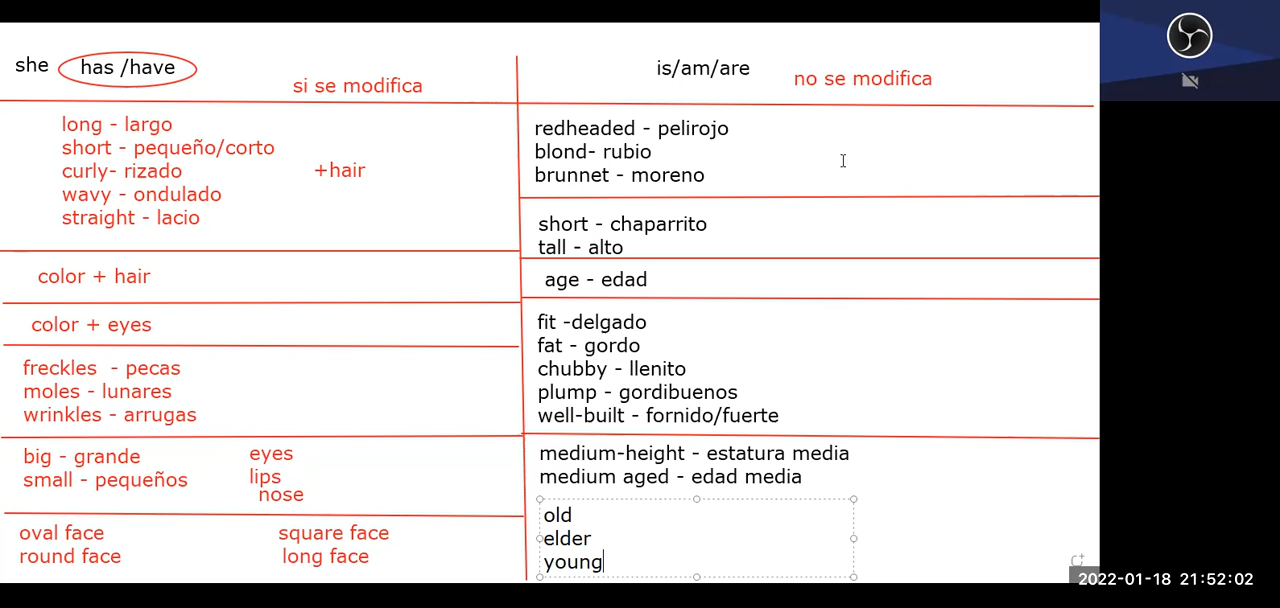 she has /have
si se modifica
is/am/are
no se modifica
long - largo
short - pequeño/corto
curly- rizado
+hair
wavy - ondulado
straight - lacio
color + hair
color + eyes
freckles - pecas
moles - lunares
wrinkles - arrugas
big - grande
small - pequeños
eyes
lips
nose
oval face
round face
square face
long face
redheaded - pelirojo
blond- rubio
brunnet - moreno
short - chaparrito
tall - alto
age - edad
fit -delgado
fat - gordo
chubby - llenito
plump - gordibuenos
well-built - fornido/fuerte
medium-height - estatura media
medium aged - edad media
old
elder
young
2022-01-18 21:52:02